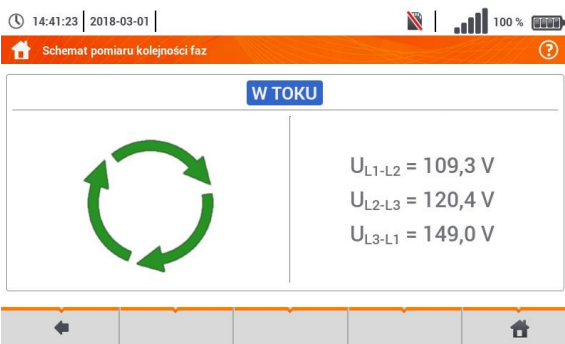 14:41:23 2018-03-01 100 %
Schemat pomiaru kolejności faz ?
W TOKU
UL1-L2 = 109,3 V
UL2-L3 = 120,4 V
UL3-L1 = 149,0 V